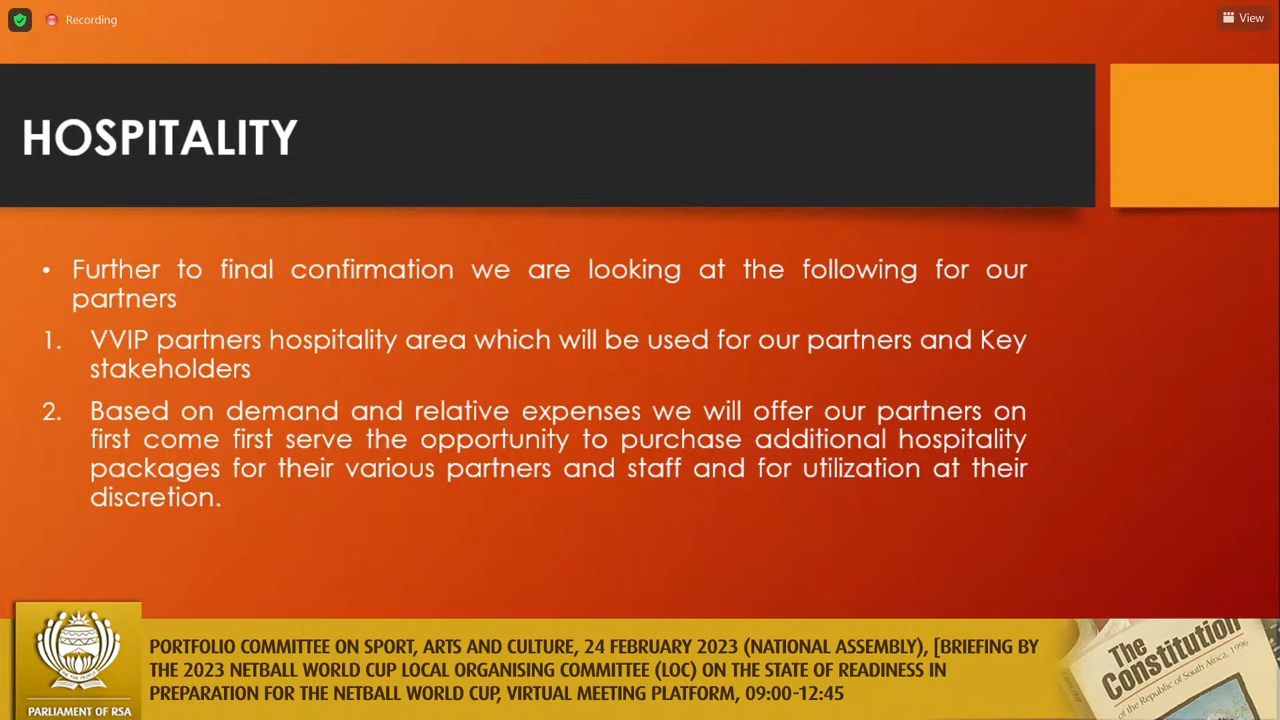 Recording
View
HOSPITALITY
• Further to final confirmation we are looking at the following for our
partners
1. VVIP partners hospitality area which will be used for our partners and Key
stakeholders
2. Based on demand and relative expenses we will offer our partners on
first come first serve the opportunity to purchase additional hospitality
packages for their various partners and staff and for utilization at their
discretion.
PORTFOLIO COMMITTEE ON SPORT, ARTS AND CULTURE, 24 FEBRUARY 2023 (NATIONAL ASSEMBLY), [BRIEFING BY
THE 2023 NETBALL WORLD CUP LOCAL ORGANISING COMMITTEE (LOC) ON THE STATE OF READINESS IN
PREPARATION FOR THE NETBALL WORLD CUP, VIRTUAL MEETING PLATFORM, 09:00-12:45
PARLIAMENT OF RSA
The
Constitution
of the Republic of South Africa, 1996